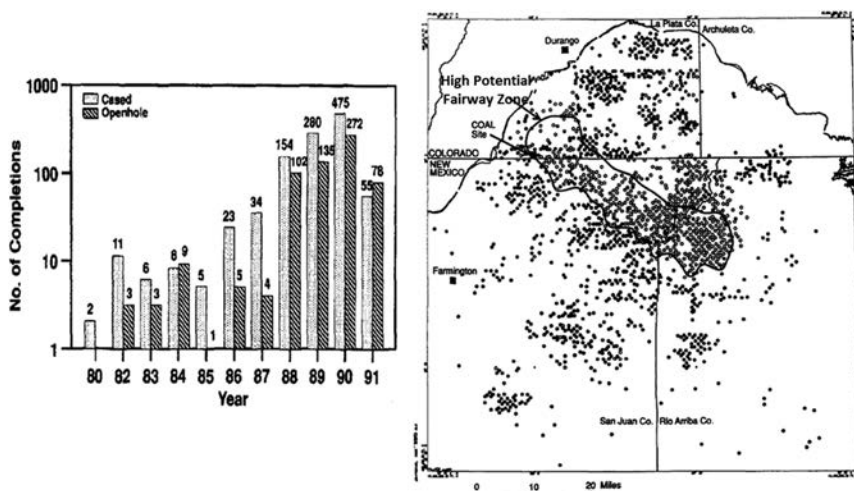 1000
100
10
1
No. of Completions
Cased
Openhole
2
11
3
6
3
8
9
5
1
23
5
34
4
154
102
280
135
475
272
55
78
80 82 83 84 85 86 87 88 89 90 91
Year
La Plata Co.
Archuleta Co.
Durango
High Potential
Fairway Zone
COAL
Site
COLORADO
NEW
MEXICO
Farmington
San Juan Co.
Rio Arriba Co.
0 10 20 Miles